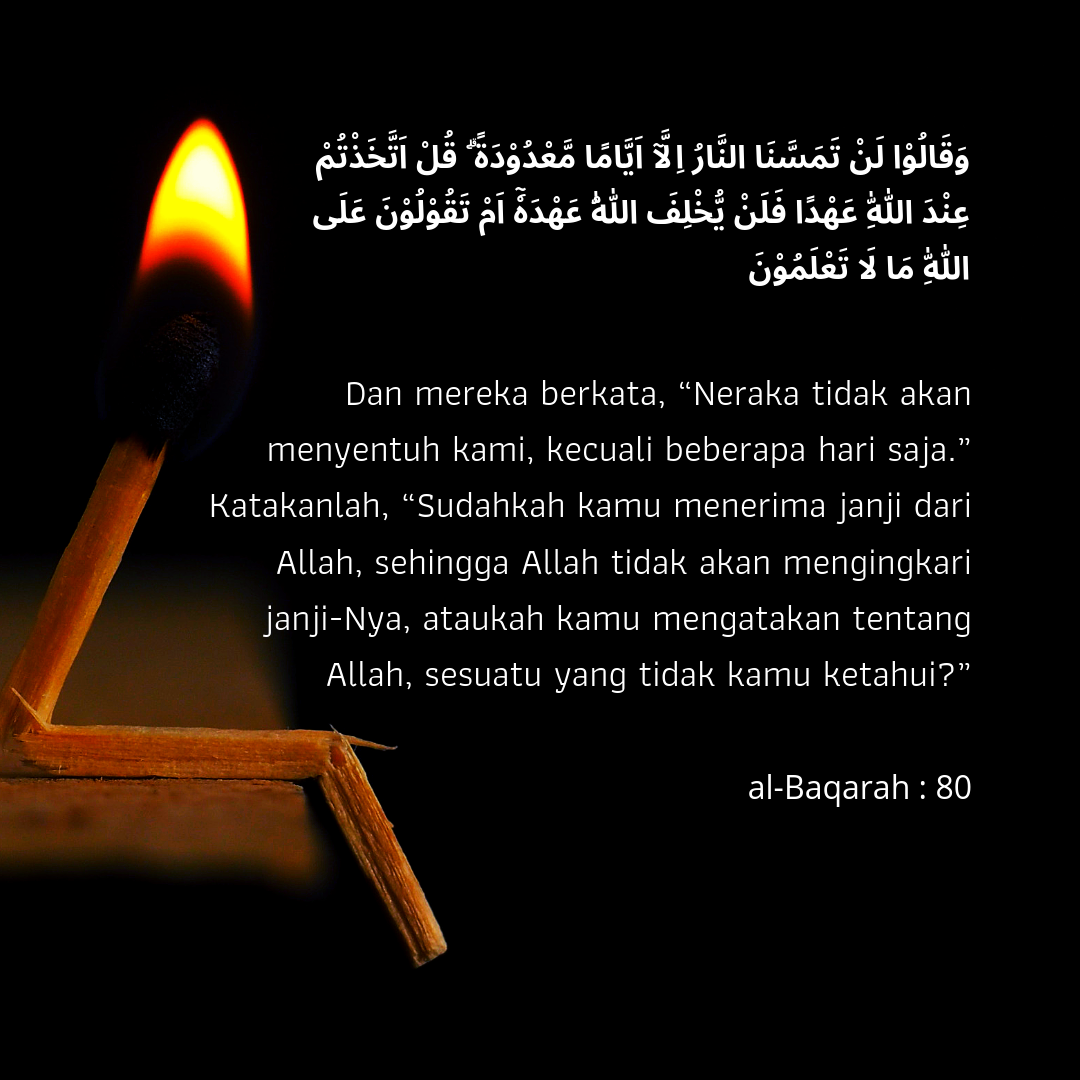 وَقَالُوْا لَنْ تَمَسَّنَا النَّارُ اِلَّآ اَيَّامًا مَّعْدُوْدَةً ۗ قُلْ اَتَّخَذْتُمْ
عِنْدَ اللّٰهِ عَهْدًا فَلَنْ يُّخْلِفَ اللّٰهُ عَهْدَهٗٓ اَمْ تَقُوْلُوْنَ عَلَى
اللّٰهِ مَا لَا تَعْلَمُوْنَ
Dan mereka berkata, “Neraka tidak akan
menyentuh kami, kecuali beberapa hari saja.”
Katakanlah, “Sudahkah kamu menerima janji dari
Allah, sehingga Allah tidak akan mengingkari
janji-Nya, ataukah kamu mengatakan tentang
Allah, sesuatu yang tidak kamu ketahui?”
al-Baqarah : 80